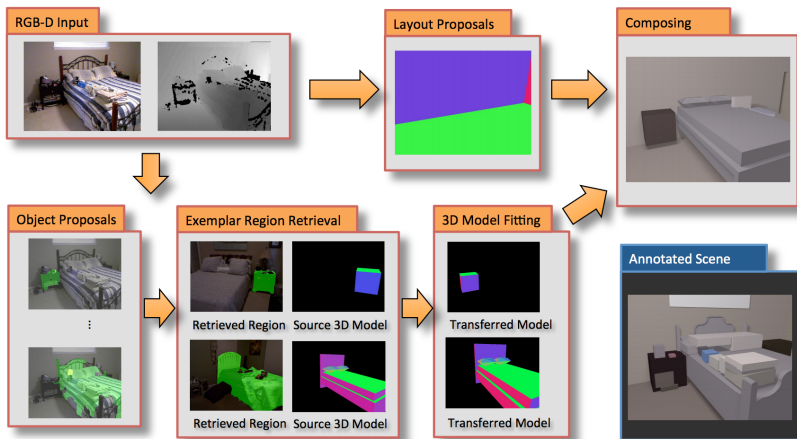 RGB-D Input
Layout Proposals
Composing
Object Proposals
Exemplar Region Retrieval
3D Model Fitting
Annotated Scene
Retrieved Region
Source 3D Model
Transferred Model
⋮
Retrieved Region
Source 3D Model
Transferred Model